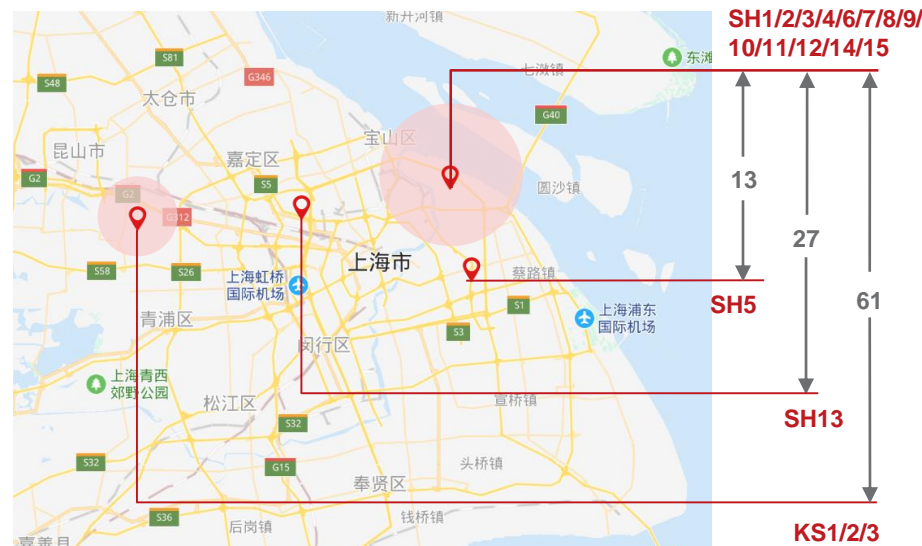 新开河镇
SH1/2/3/4/6/7/8/9/
10/11/12/14/15
S81
S48
G346
东滩
七滧镇
太仓市
G40
宝山区
昆山市
嘉定区
13
G2
S5
圆沙镇
G2
G312
27
上海市
S58
S26
上海虹桥
国际机场
蔡路镇
SH5
61
青浦区
S1
上海浦东
国际机场
S3
闵行区
上海青西
郊野公园
松江区
宣桥镇
SH13
S32
S32
G15
头桥镇
奉贤区
KS1/2/3
S36
后岗镇
钱桥镇
嘉善县